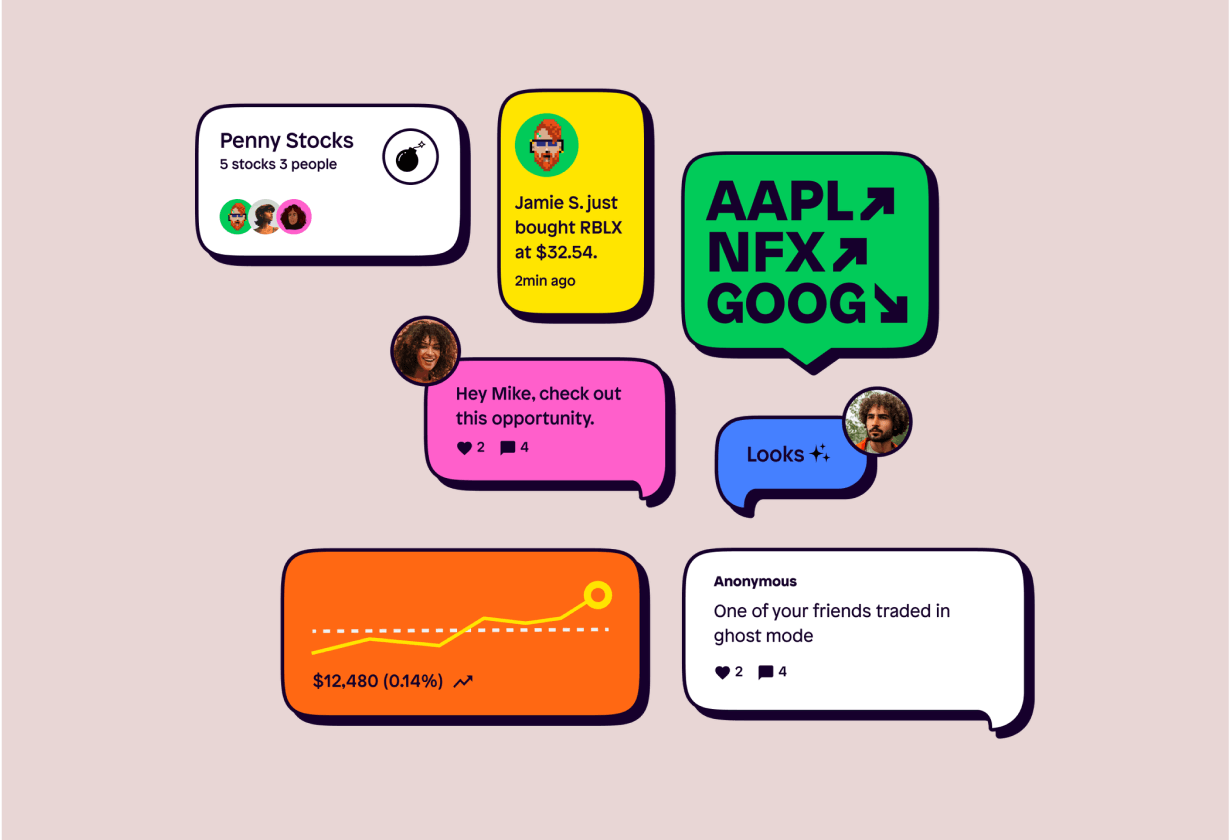 Penny Stocks
5 stocks 3 people
Jamie S. just
bought RBLX
at $32.54.
2min ago
AAPL
NFX
GOOG
Hey Mike, check out
this opportunity.
2 4
Looks
$12,480 (0.14%)
Anonymous
One of your friends traded in
ghost mode
2 4